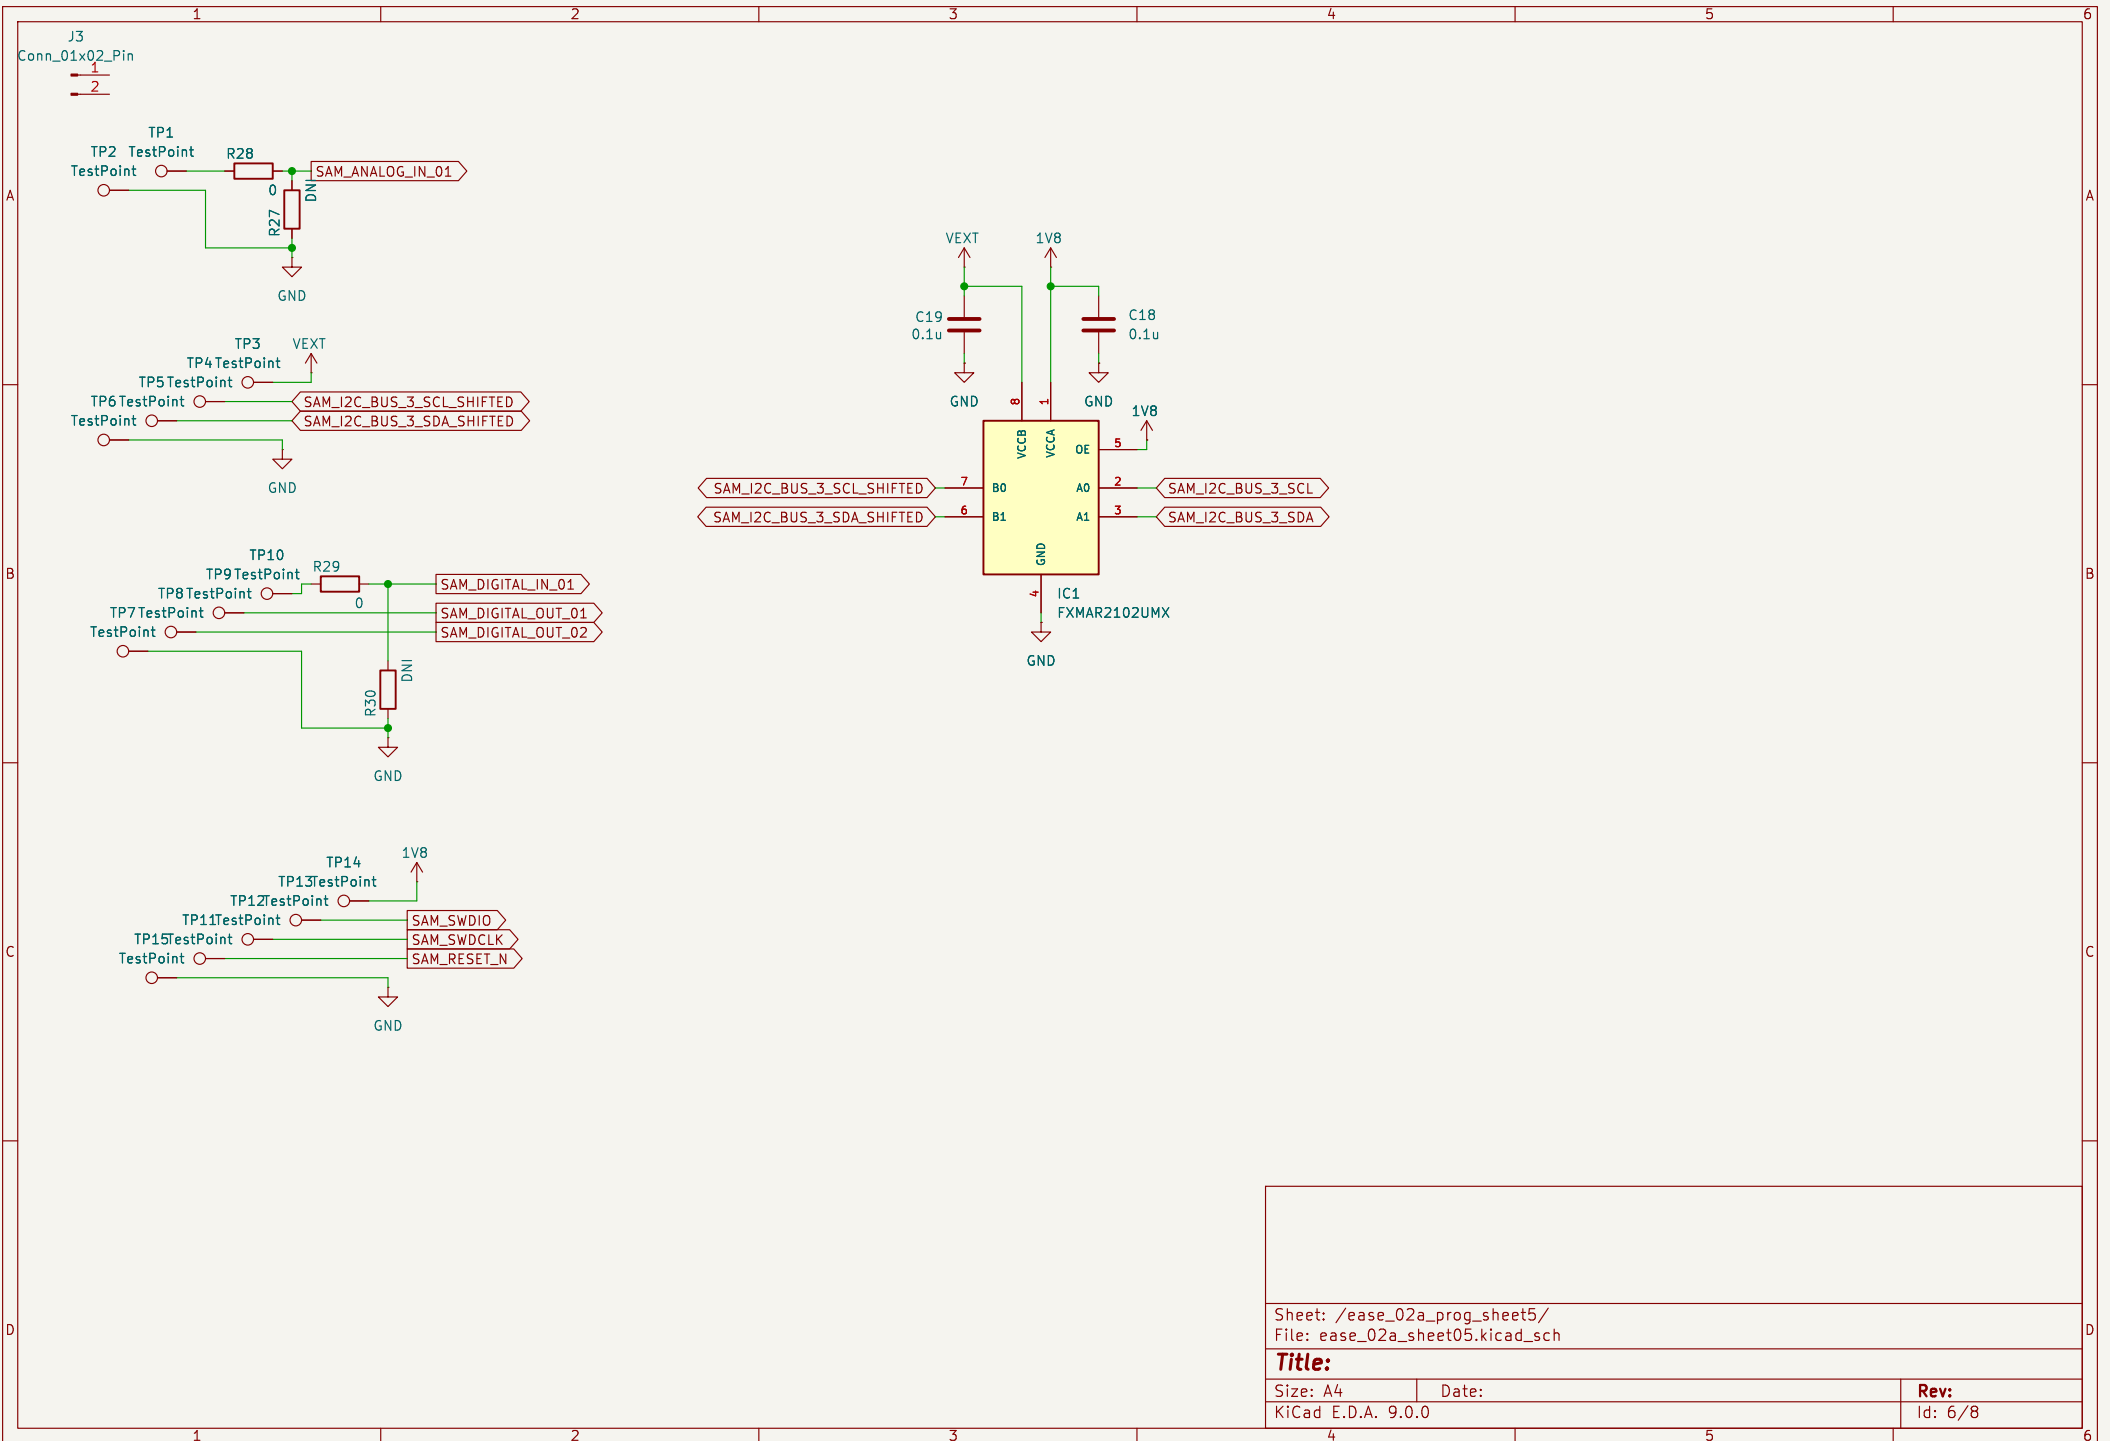 1 2 3 4 5 6
J3
Conn_01x02_Pin
1
2
TP1
TP2 TestPoint
TestPoint
R28
0
SAM_ANALOG_IN_01
DNI
R27
GND
A A
TP3
VEXT
TP4 TestPoint
TP5 TestPoint
TP6 TestPoint
TestPoint
SAM_I2C_BUS_3_SCL_SHIFTED
SAM_I2C_BUS_3_SDA_SHIFTED
GND
VEXT 1V8
C19
0.1u
C18
0.1u
GND GND
1V8
8 1
VCCB VCCA
OE 5
SAM_I2C_BUS_3_SCL_SHIFTED 7 B0 A0 2 SAM_I2C_BUS_3_SCL
SAM_I2C_BUS_3_SDA_SHIFTED 6 B1 A1 3 SAM_I2C_BUS_3_SDA
GND
4
IC1
FXMAR2102UMX
GND
B B
TP10
TP9 TestPoint
TP8 TestPoint
TP7 TestPoint
TestPoint
R29
0
SAM_DIGITAL_IN_01
SAM_DIGITAL_OUT_01
SAM_DIGITAL_OUT_02
DNI
R30
GND
TP14
1V8
TP13 TestPoint
TP12 TestPoint
TP11 TestPoint
TP15 TestPoint
TestPoint
SAM_SWDIO
SAM_SWDCLK
SAM_RESET_N
GND
C C
D D
Sheet: /ease_02a_prog_sheet5/
File: ease_02a_sheet05.kicad_sch
Title:
Size: A4 Date: Rev:
KiCad E.D.A. 9.0.0 Id: 6/8
1 2 3 4 5 6